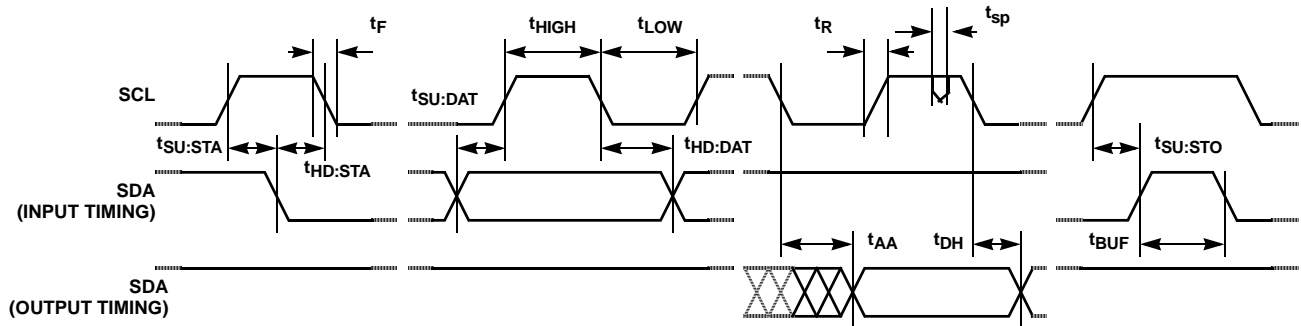 tF
tHIGH
tLOW
tR
tsp
SCL
tSU:DAT
tSU:STA
tHD:STA
tHD:DAT
tSU:STO
SDA
(INPUT TIMING)
tAA
tDH
tBUF
SDA
(OUTPUT TIMING)